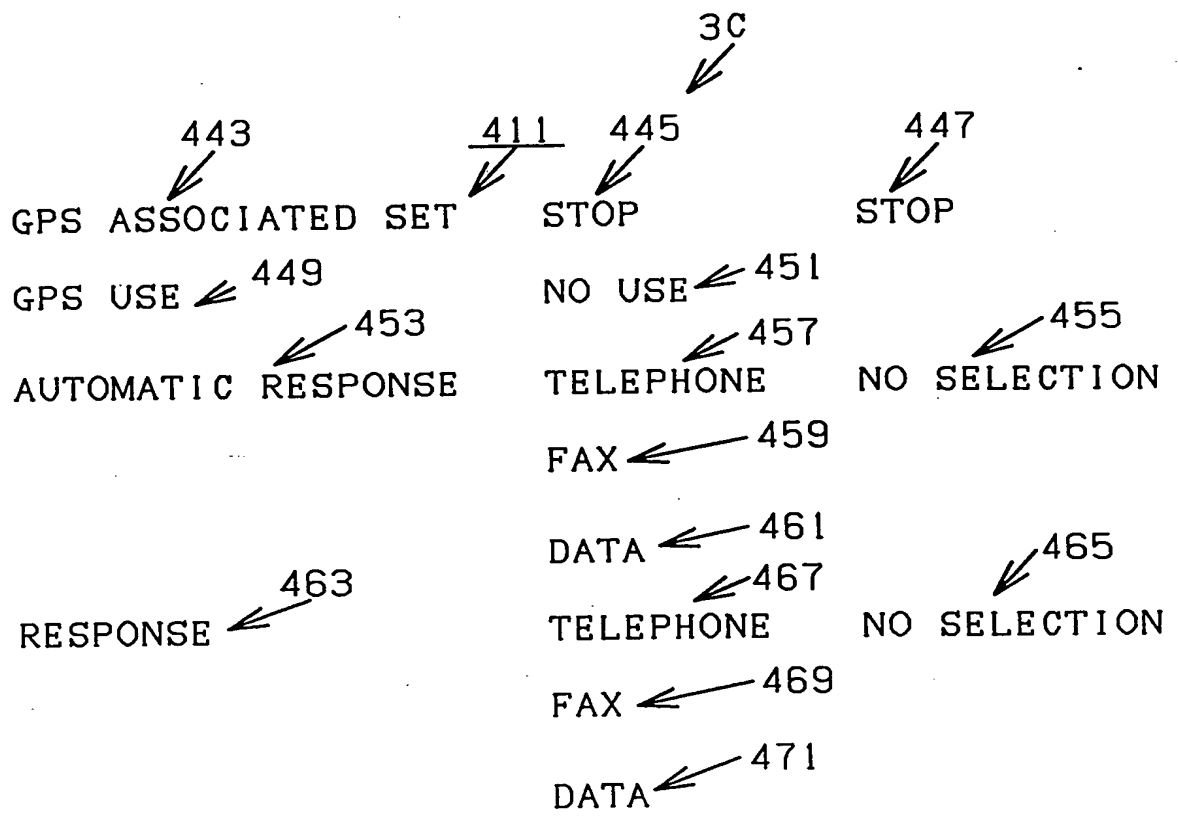 3C
443 411 445 447
GPS ASSOCIATED SET STOP STOP
449 451
GPS USE NO USE
453 457 455
AUTOMATIC RESPONSE TELEPHONE NO SELECTION
459
FAX
461
DATA
463 467 465
RESPONSE TELEPHONE NO SELECTION
469
FAX
471
DATA